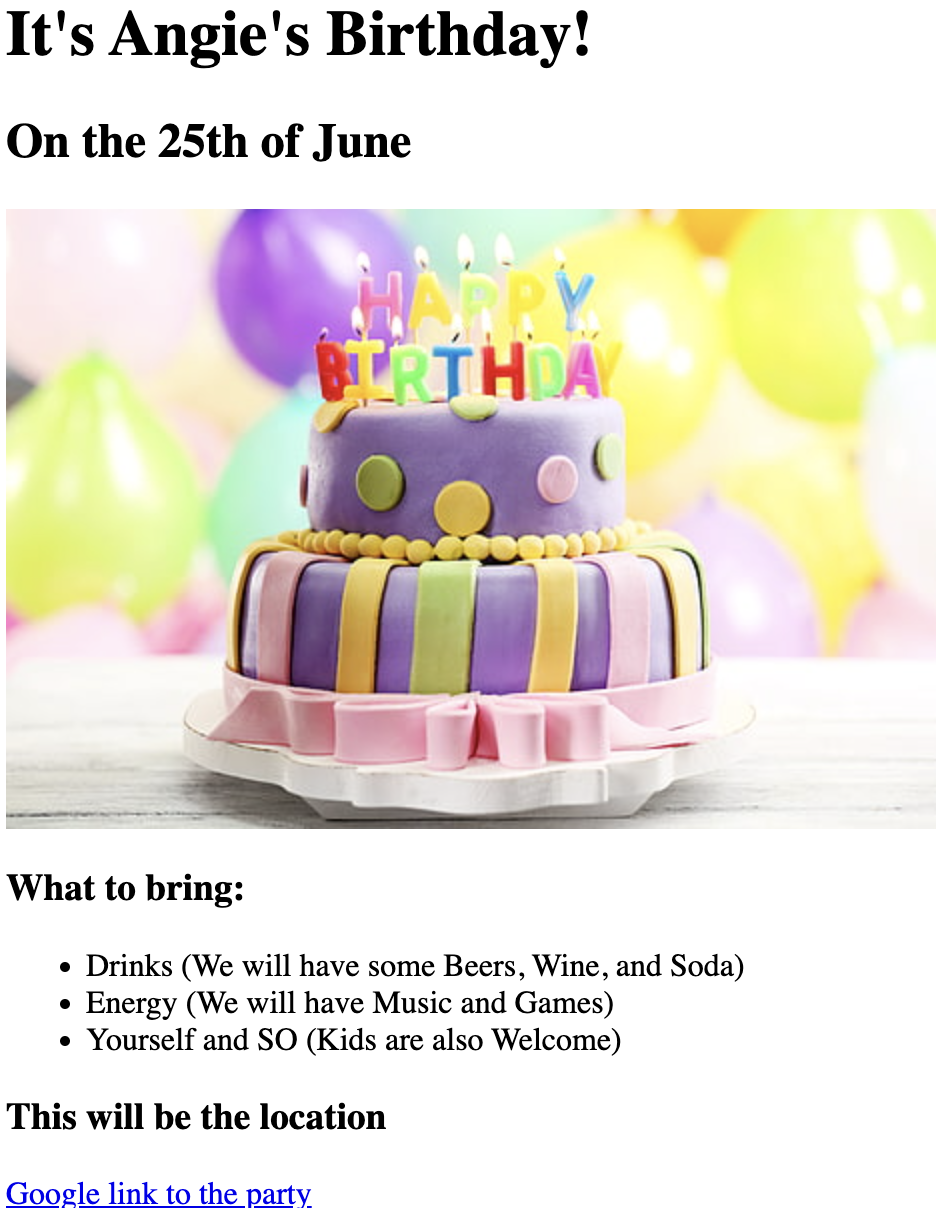 It's Angie's Birthday!
On the 25th of June
HAPPY
BIRTHDAY
What to bring:
Drinks (We will have some Beers, Wine, and Soda)
Energy (We will have Music and Games)
Yourself and SO (Kids are also Welcome)
This will be the location
Google link to the party